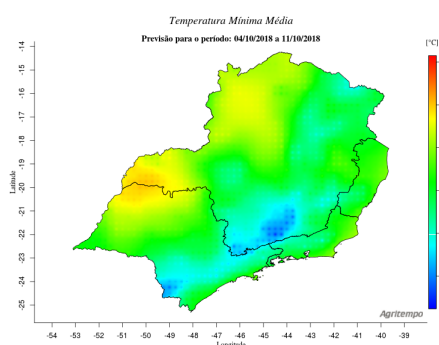 Temperatura Mínima Média
Previsão para o período: 04/10/2018 a 11/10/2018
[°C]
-14
-15
-16
-17
-18
-19
-20
-21
-22
-23
-24
-25
Latitude
Agritempo
-54 -53 -52 -51 -50 -49 -48 -47 -46 -45 -44 -43 -42 -41 -40 -39
Longitude